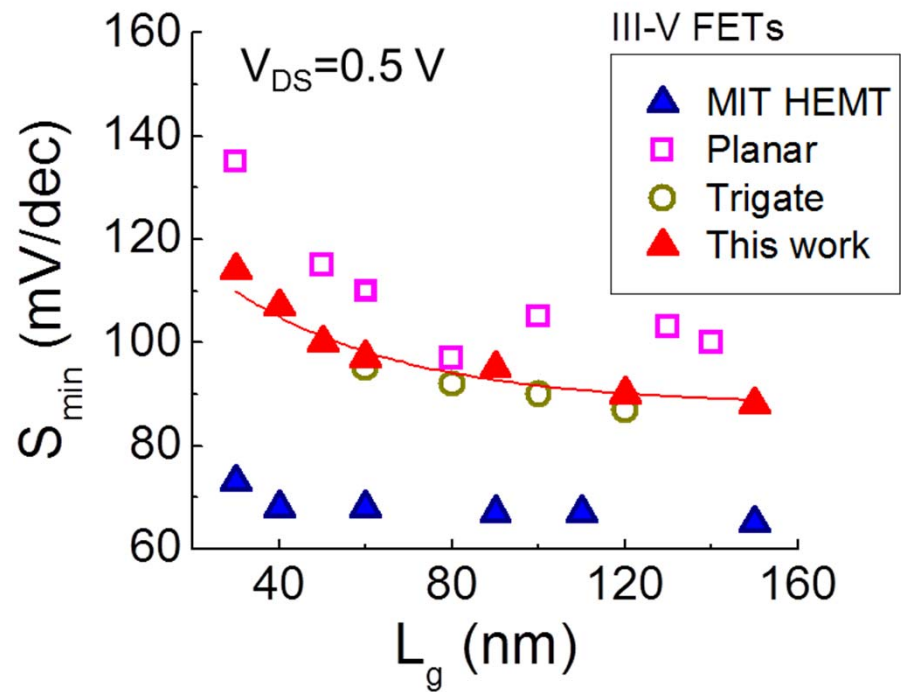 III-V FETs
V_DS=0.5 V
MIT HEMT
Planar
Trigate
This work
S_min (mV/dec)
160
140
120
100
80
60
40
80
120
160
L_g (nm)